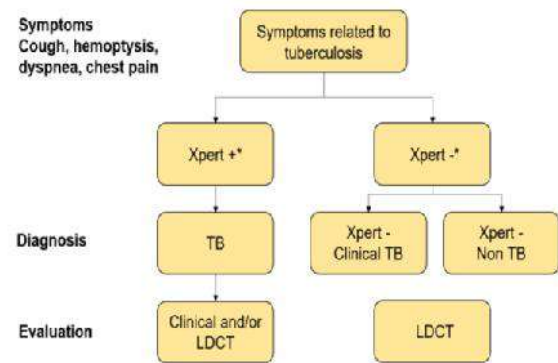 Symptoms
Cough, hemoptysis,
dyspnea, chest pain
Symptoms related to
tuberculosis
Xpert +*
Xpert -*
Diagnosis
TB
Xpert -
Clinical TB
Xpert -
Non TB
Evaluation
Clinical and/or
LDCT
LDCT